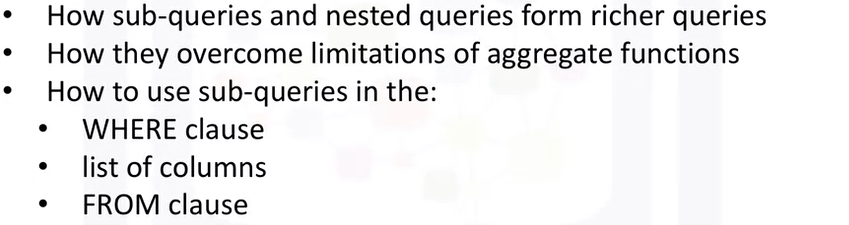 • How sub-queries and nested queries form richer queries
• How they overcome limitations of aggregate functions
• How to use sub-queries in the:
• WHERE clause
• list of columns
• FROM clause